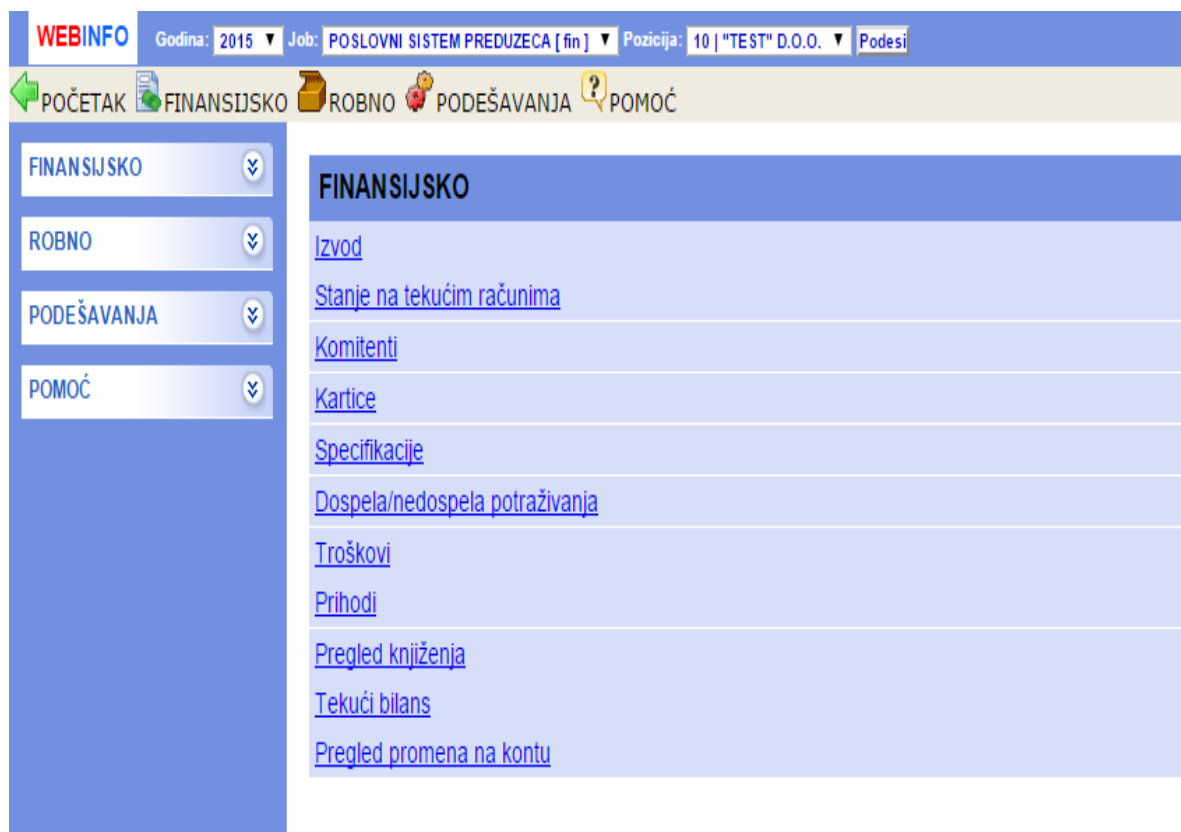 WEBINFO Godina: 2015 Job: POSLOVNI SISTEM PREDUZECA [ fin ] Pozicija: 10 | "TEST" D.O.O. Podesi
POČETAK FINANSIJSKO ROBNO PODEŠAVANJA POMOĆ
FINANSIJSKO
ROBNO
PODEŠAVANJA
POMOĆ
FINANSIJSKO
Izvod
Stanje na tekućim računima
Komitenti
Kartice
Specifikacije
Dospela/nedospela potraživanja
Troškovi
Prihodi
Pregled knjiženja
Tekući bilans
Pregled promena na kontu